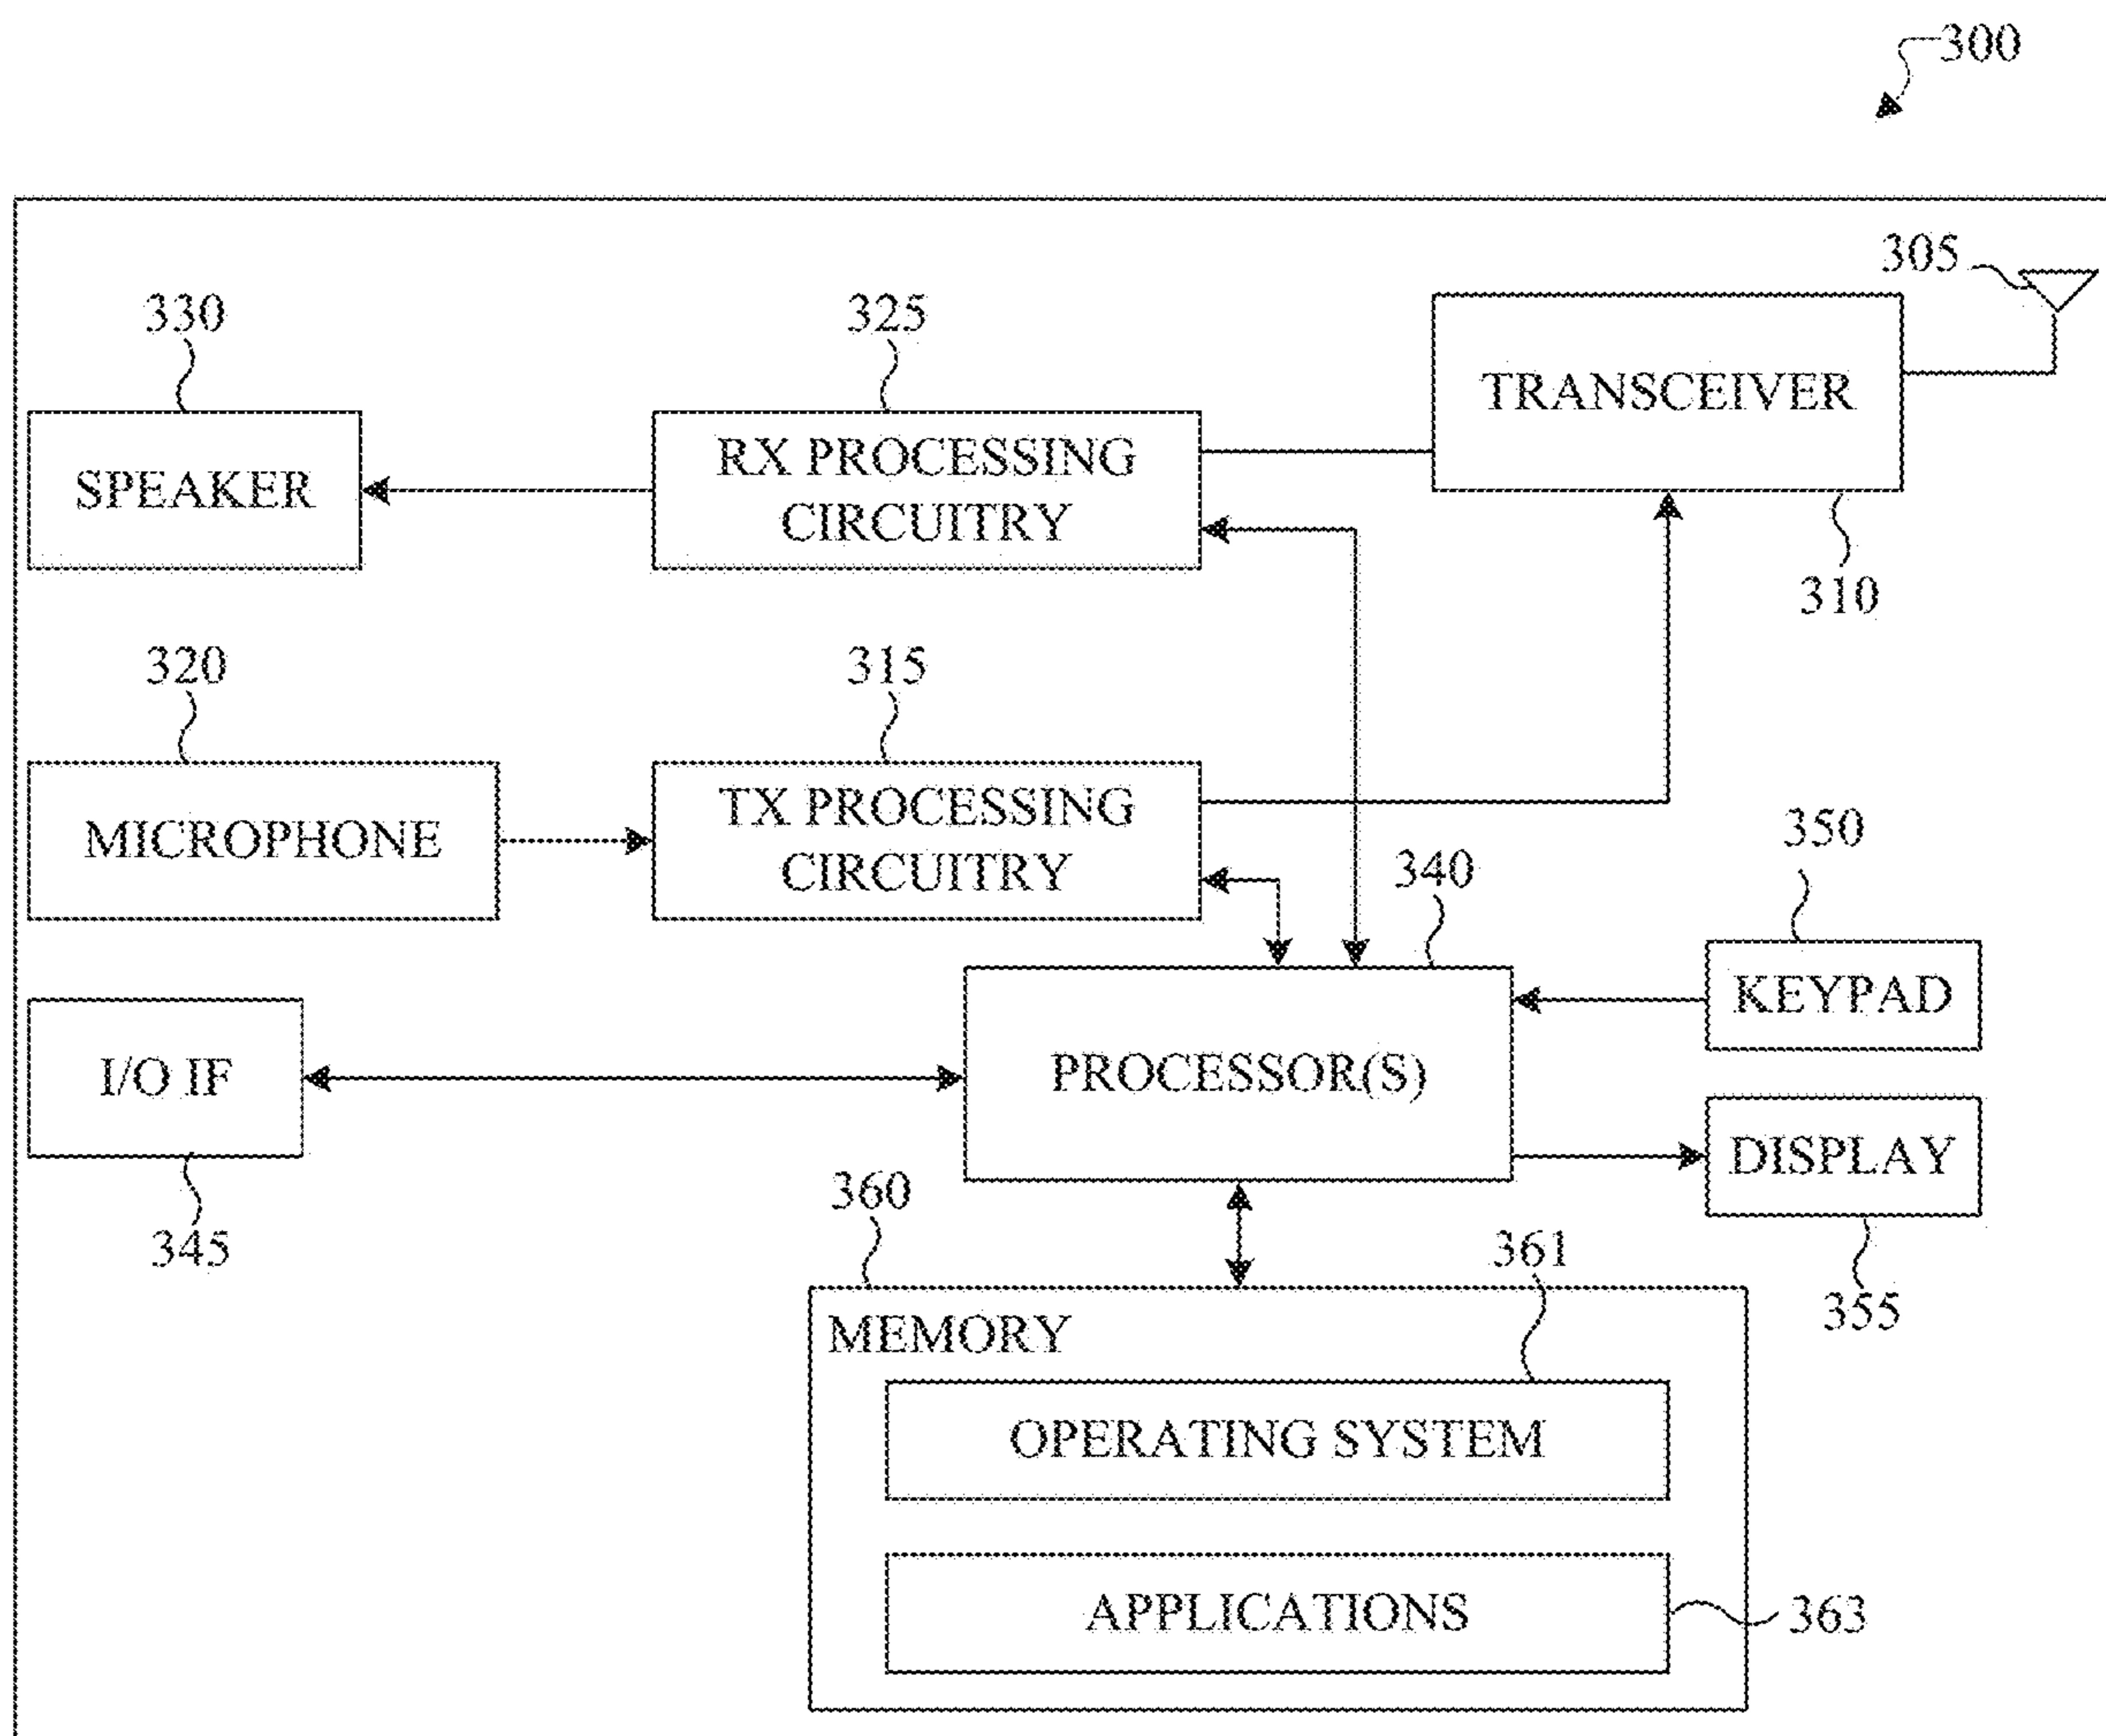 300
305
330
325
TRANSCEIVER
SPEAKER
RX PROCESSING
CIRCUITRY
310
320
315
MICROPHONE
TX PROCESSING
CIRCUITRY
350
340
KEYPAD
I/O IF
PROCESSOR(S)
DISPLAY
345
360
361
355
MEMORY
OPERATING SYSTEM
APPLICATIONS
363